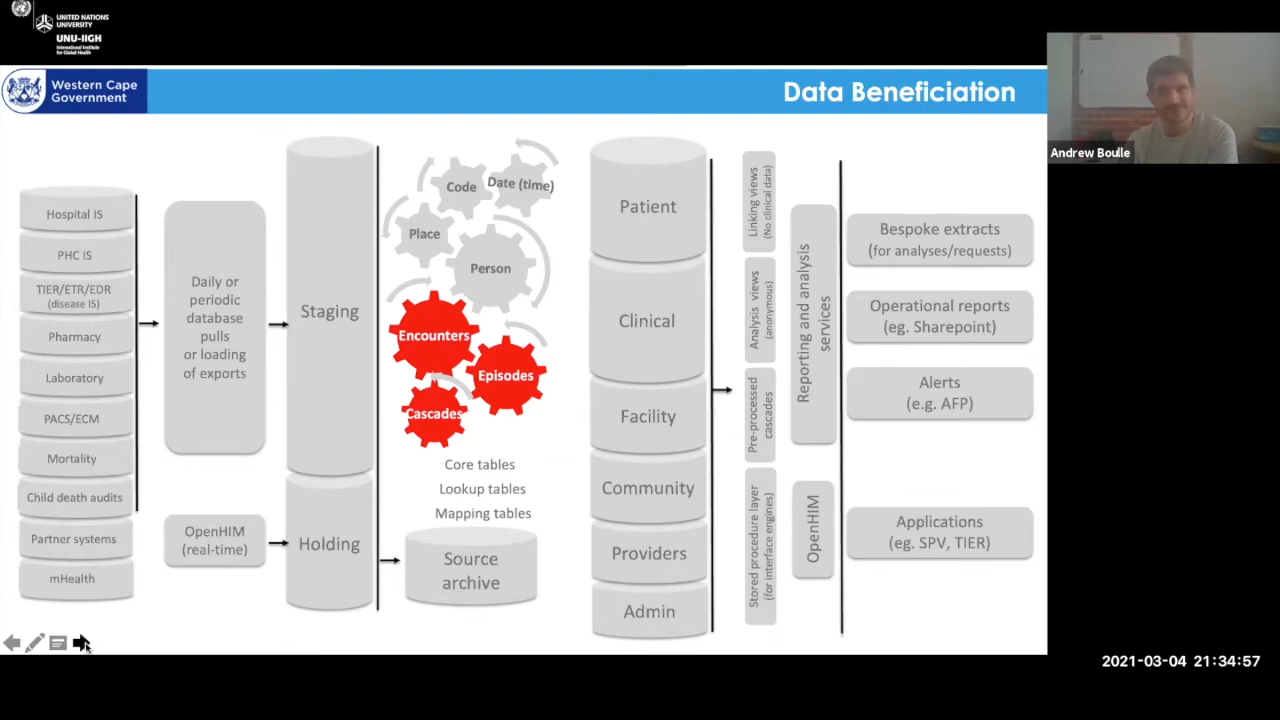 UNITED NATIONS
UNIVERSITY
UNU-IIGH
International Institute
for Global Health
Western Cape
Government
Data Beneficiation
Andrew Boulle
Hospital IS
PHC IS
TIER/ETR/EDR
(disease IS)
Pharmacy
Laboratory
PACS/ECM
Mortality
Child death audits
Partner systems
mHealth
Daily or
periodic
database
pulls
or loading
of exports
OpenHIM
(real-time)
Staging
Holding
Code
Date (time)
Place
Person
Encounters
Episodes
Cascades
Core tables
Lookup tables
Mapping tables
Source
archive
Patient
Clinical
Facility
Community
Providers
Admin
Linking views
(No clinical data)
Analysis views
(anonymous)
Pre-processed
cascades
Stored procedure layer
(for interface engines)
Reporting and analysis
services
OpenHIM
Bespoke extracts
(for analyses/requests)
Operational reports
(eg. Sharepoint)
Alerts
(e.g. AFP)
Applications
(eg. SPV, TIER)
2021-03-04 21:34:57